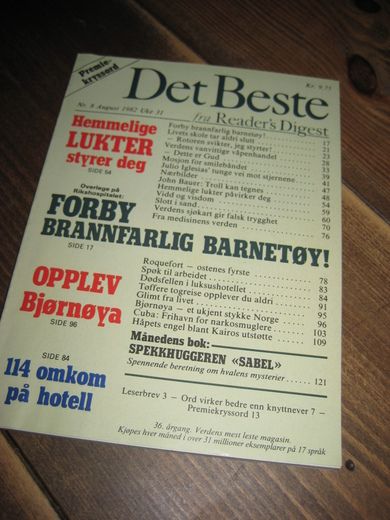 Premie-
kryssord
Kr. 9,75
Det Beste
Nr. 8 August 1982 Uke 31
fra Reader's Digest
Hemmelige
LUKTER
styrer deg
SIDE 54
Forby brannfarlig barnetøy! 17
Livets skole tar aldri slutt 21
– Rotoren svikter, jeg styrter! 23
Verdens vanvittige våpenhandel 28
– Dette er Gud
Mosjon for smilebåndet 33
Julio Iglesias' tunge vei mot stjernene 35
Nærbilder 39
John Bauer: Troll kan tegnes 41
Hemmelige lukter påvirker deg 47
Vidd og visdom 54
Slott i sand 59
Verdens sjøkart gir falsk trygghet 60
Fra medisinens verden 70
76
Overlege på
Rikshospitalet:
FORBY
BRANNFARLIG BARNETØY!
SIDE 17
Roquefort – ostenes fyrste 78
Spøk til arbeidet 83
Dødsfellen i luksushotellet 84
Tøffere togreise opplever du aldri 91
Glimt fra livet 95
Bjørnøya – et ukjent stykke Norge 96
Cuba: Frihavn for narkosmuglere 103
Håpets engel blant Kairos utstøtte 109
OPPLEV
Bjørnøya
SIDE 96
Månedens bok:
SPEKKHUGGEREN «SABEL»
Spennende beretning om hvalens mysterier 121
SIDE 84
114 omkom
på hotell
Leserbrev 3 – Ord virker bedre enn knyttnever 7 –
Premiekryssord 13
36. årgang. Verdens mest leste magasin.
Kjøpes hver måned i over 31 millioner eksemplarer på 17 språk